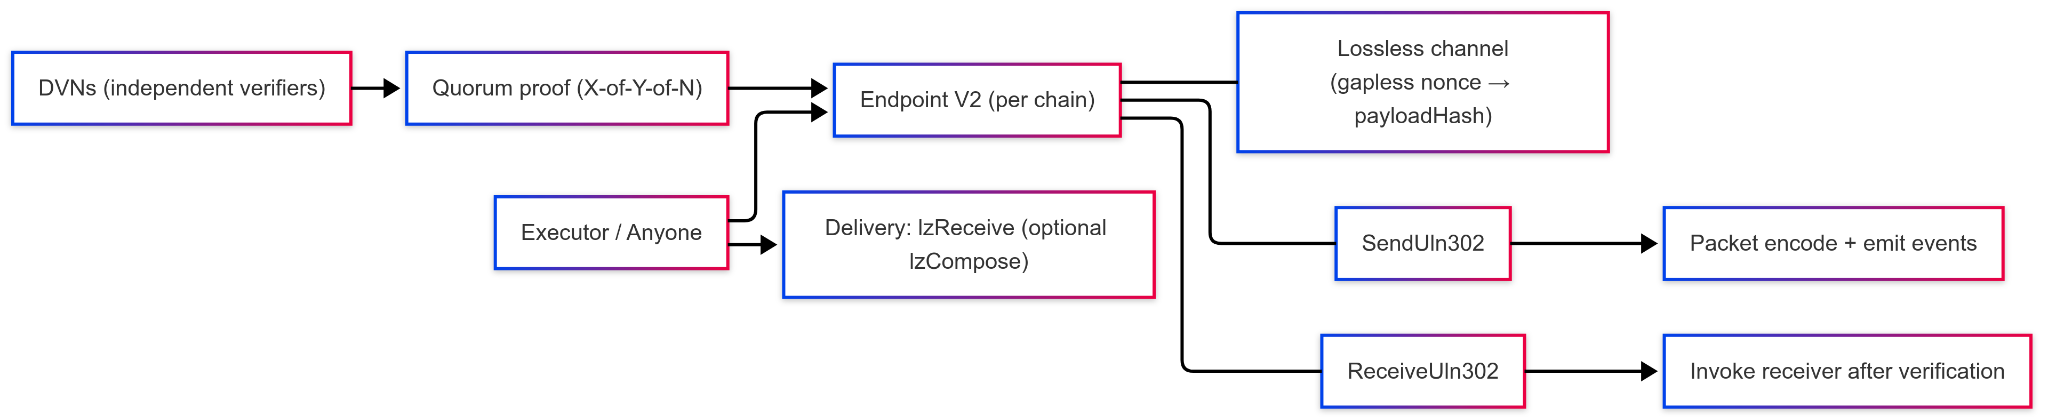 DVNs (independent verifiers)
Quorum proof (X-of-Y-of-N)
Endpoint V2 (per chain)
Lossless channel
(gapless nonce →
payloadHash)
Executor / Anyone
Delivery: lzReceive (optional
lzCompose)
SendUln302
Packet encode + emit events
ReceiveUln302
Invoke receiver after verification